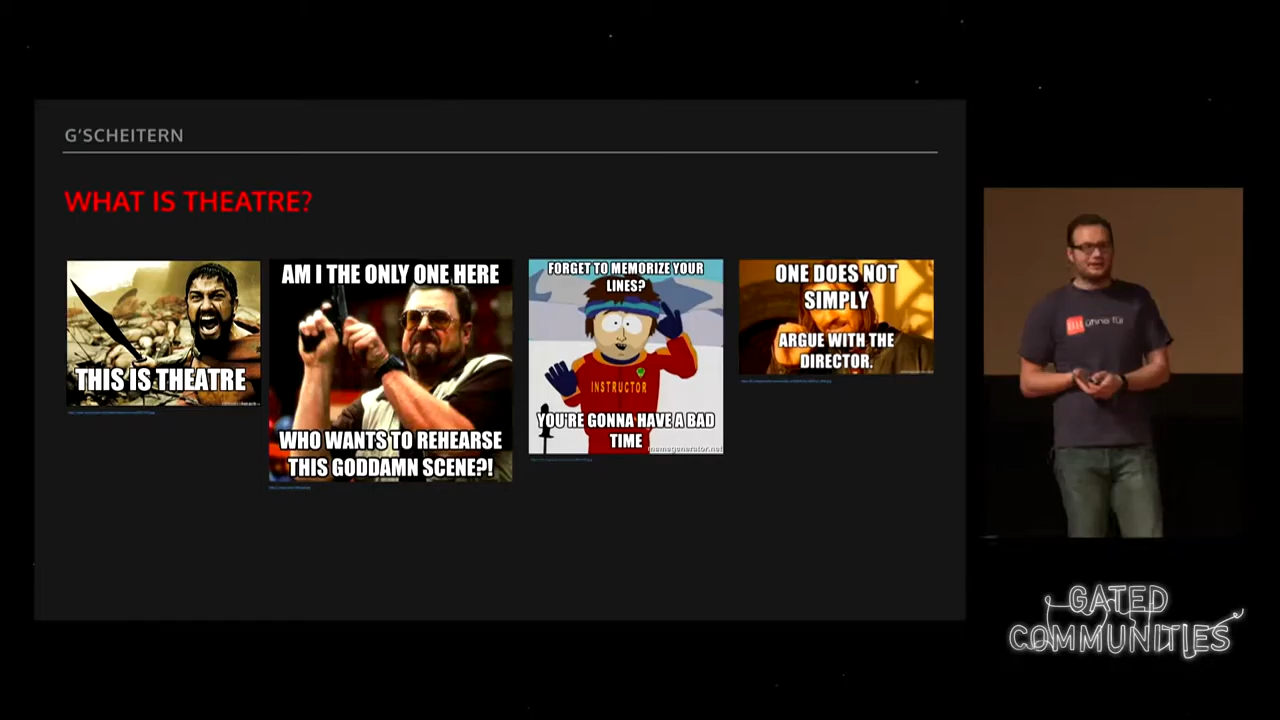 G'SCHEITERN
WHAT IS THEATRE?
THIS IS THEATRE
AM I THE ONLY ONE HERE
WHO WANTS TO REHEARSE
THIS GODDAMN SCENE?!
FORGET TO MEMORIZE YOUR
LINES?
INSTRUCTOR
YOU'RE GONNA HAVE A BAD
TIME
memegenerator.net
ONE DOES NOT
SIMPLY
ARGUE WITH THE
DIRECTOR.
GATED
COMMUNITIES